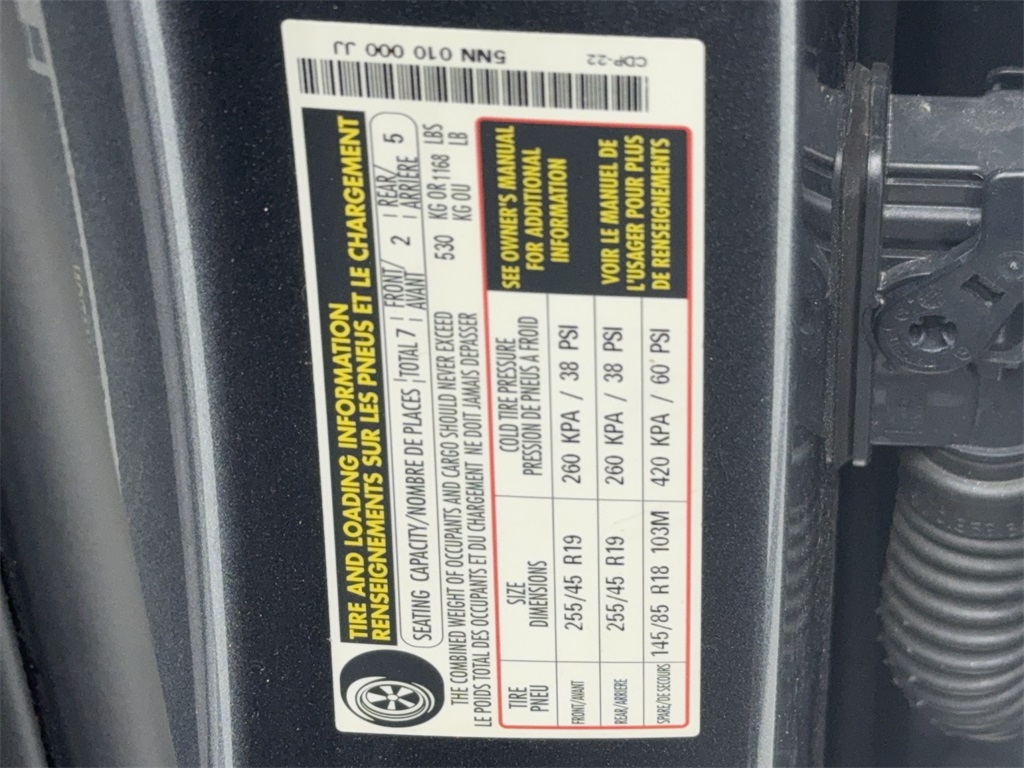 TIRE AND LOADING INFORMATION
RENSEIGNEMENTS SUR LES PNEUS ET LE CHARGEMENT
SEATING CAPACITY/NOMBRE DE PLACES | TOTAL 7 | FRONT/AVANT 2 | REAR/ARRIÈRE 5
THE COMBINED WEIGHT OF OCCUPANTS AND CARGO SHOULD NEVER EXCEED 530 KG OR 1168 LBS
LE POIDS TOTAL DES OCCUPANTS ET DU CHARGEMENT NE DOIT JAMAIS DEPASSER KG OU LB
TIRE SIZE COLD TIRE PRESSURE
PNEU DIMENSIONS PRESSION DE PNEUS A FROID
FRONT/AVANT 255/45 R19 260 KPA / 38 PSI
REAR/ARRIERE 255/45 R19 260 KPA / 38 PSI
SPARE/DE SECOURS 145/85 R18 103M 420 KPA / 60 PSI
SEE OWNER'S MANUAL
FOR ADDITIONAL
INFORMATION
VOIR LE MANUEL DE
L'USAGER POUR PLUS
DE RENSEIGNEMENTS
CDP-22 5NN 010 000 JJ